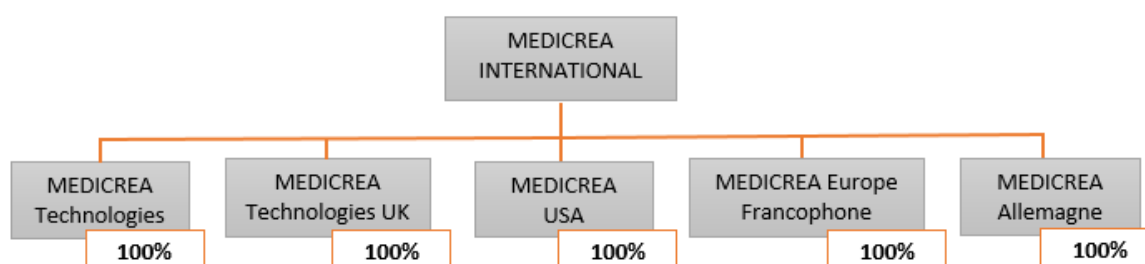 MEDICREA
INTERNATIONAL
MEDICREA
Technologies
100%
MEDICREA
Technologies UK
100%
MEDICREA
USA
100%
MEDICREA Europe
Francophone
100%
MEDICREA
Allemagne
100%